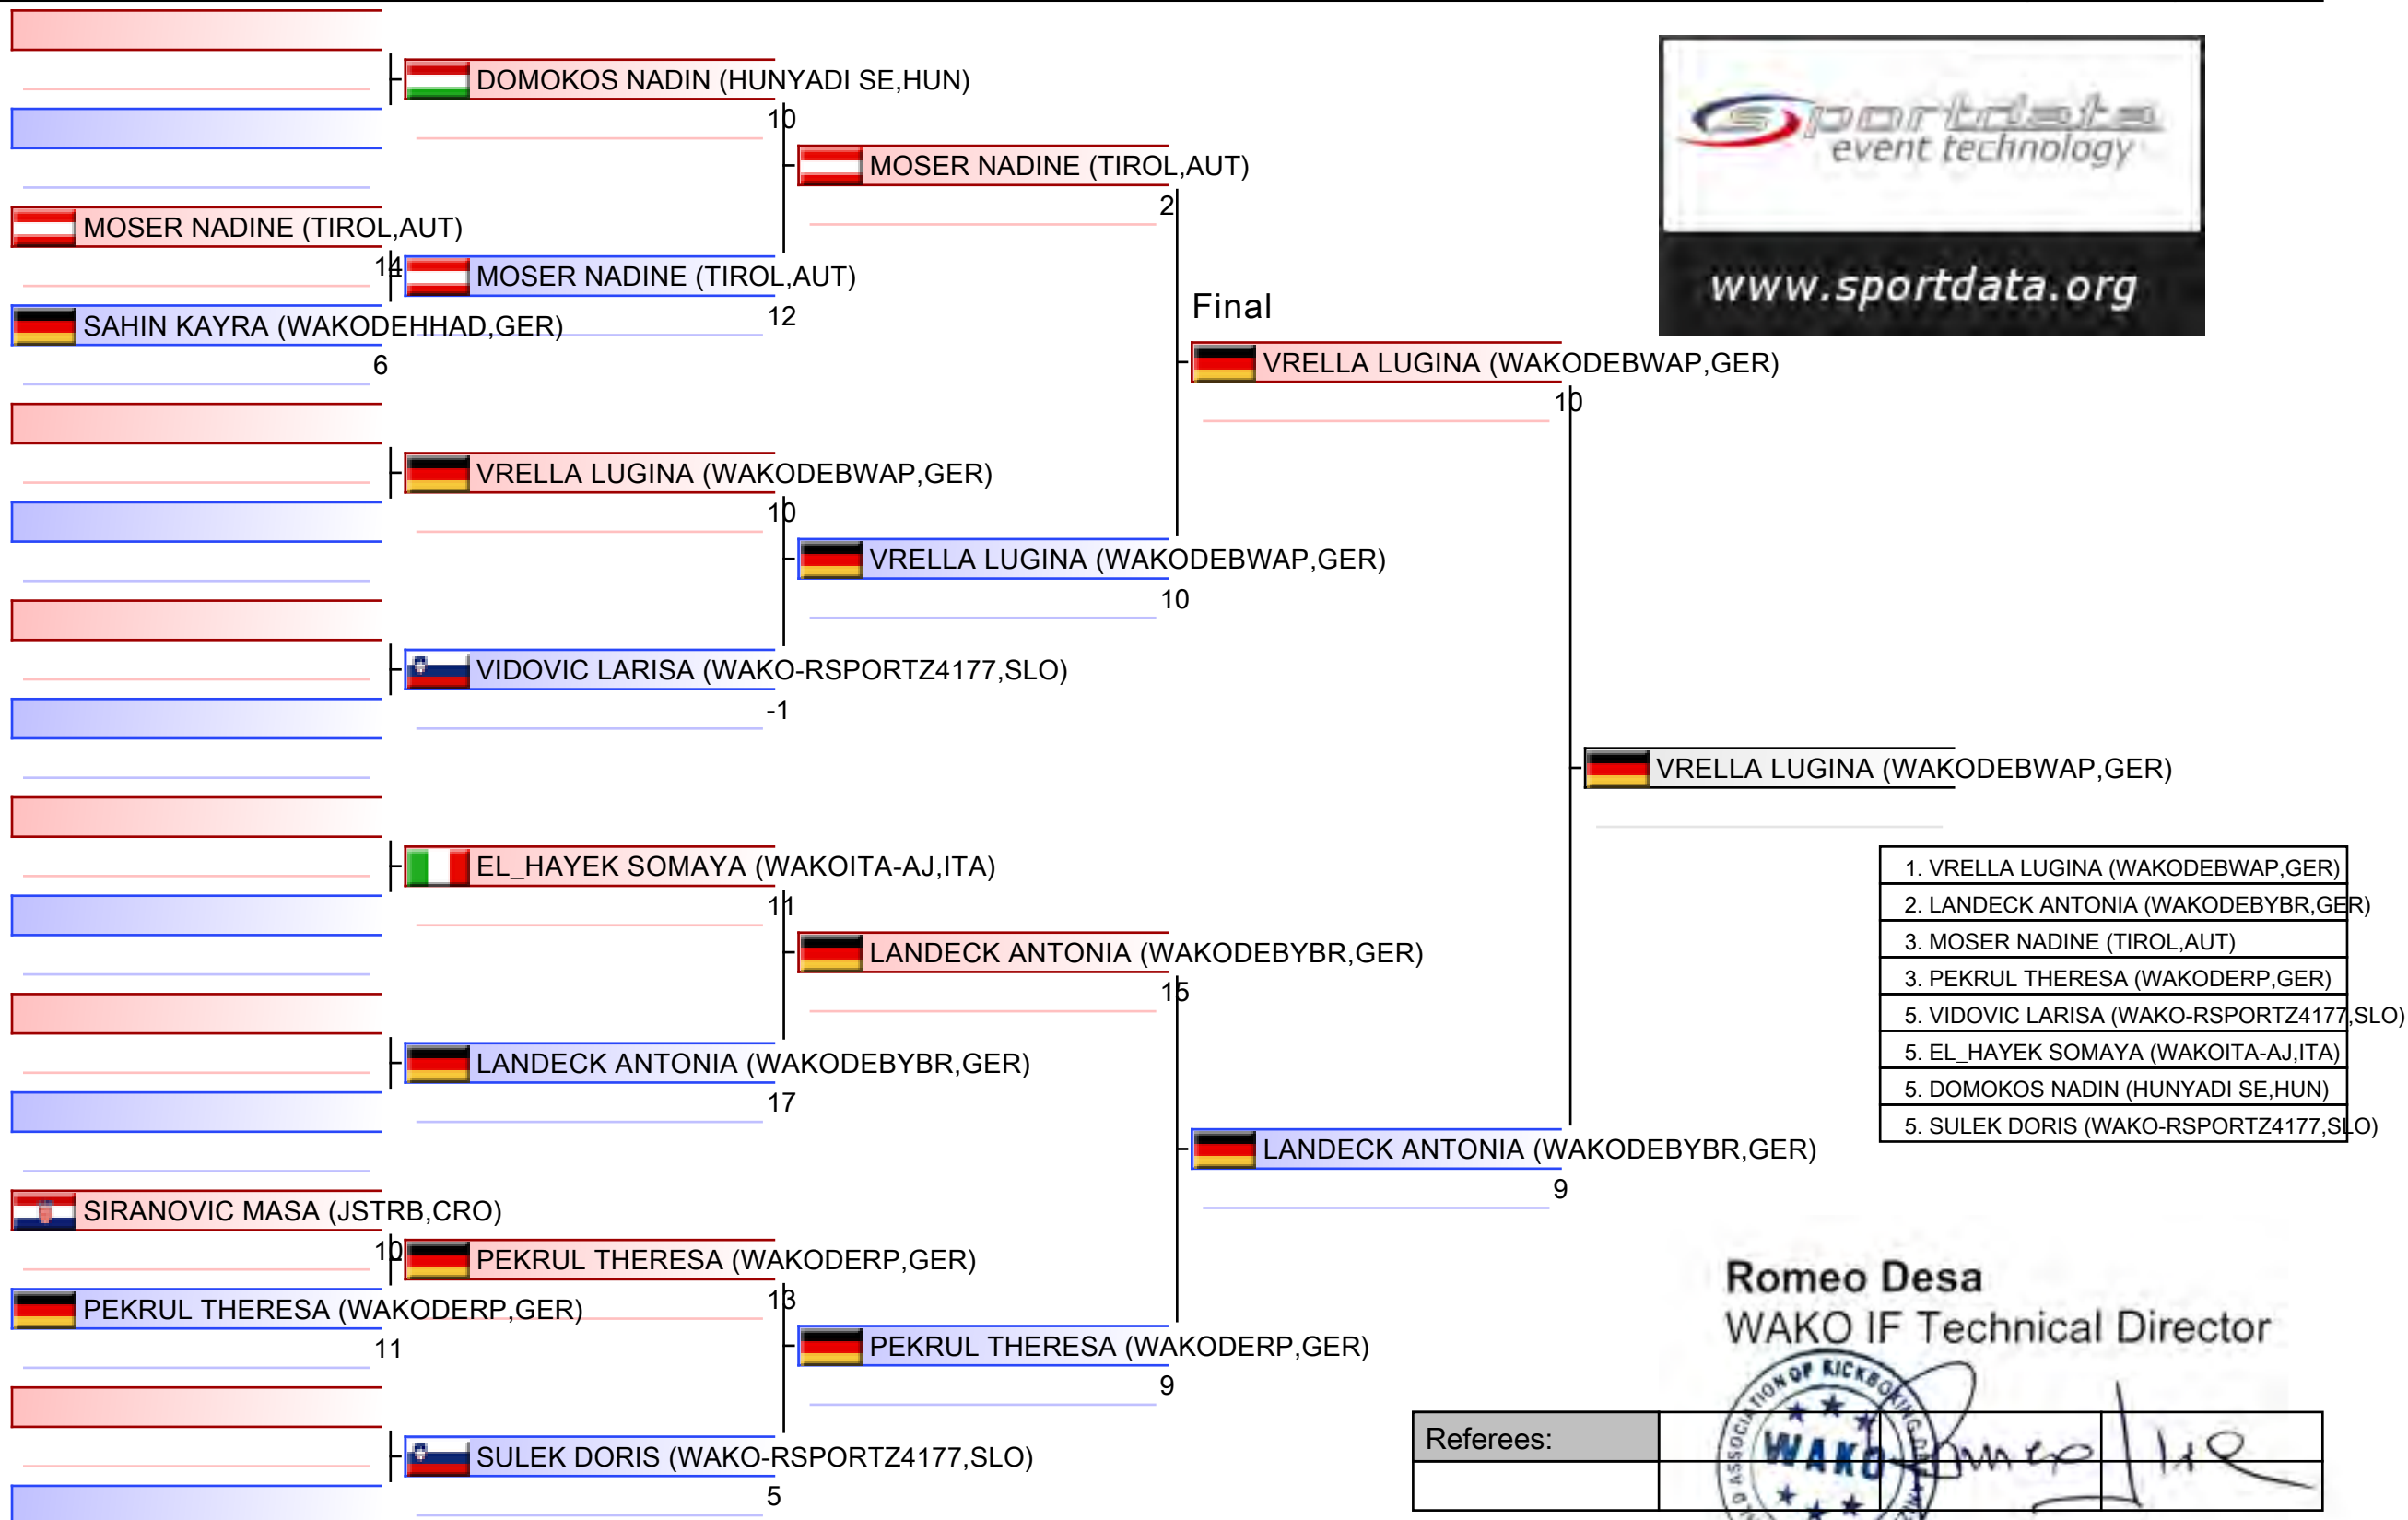 DOMOKOS NADIN (HUNYADI SE,HUN)
10
MOSER NADINE (TIROL,AUT)
2
MOSER NADINE (TIROL,AUT)
14
MOSER NADINE (TIROL,AUT)
12
SAHIN KAYRA (WAKODEHHAD,GER)
6
Final
VRELLA LUGINA (WAKODEBWAP,GER)
10
VRELLA LUGINA (WAKODEBWAP,GER)
10
VRELLA LUGINA (WAKODEBWAP,GER)
10
VIDOVIC LARISA (WAKO-RSPORTZ4177,SLO)
-1
VRELLA LUGINA (WAKODEBWAP,GER)
EL_HAYEK SOMAYA (WAKOITA-AJ,ITA)
11
LANDECK ANTONIA (WAKODEBYBR,GER)
15
LANDECK ANTONIA (WAKODEBYBR,GER)
17
LANDECK ANTONIA (WAKODEBYBR,GER)
9
SIRANOVIC MASA (JSTRB,CRO)
10
PEKRUL THERESA (WAKODERP,GER)
13
PEKRUL THERESA (WAKODERP,GER)
11
PEKRUL THERESA (WAKODERP,GER)
9
SULEK DORIS (WAKO-RSPORTZ4177,SLO)
5
sportdata
event technology
www.sportdata.org
1. VRELLA LUGINA (WAKODEBWAP,GER)
2. LANDECK ANTONIA (WAKODEBYBR,GER)
3. MOSER NADINE (TIROL,AUT)
3. PEKRUL THERESA (WAKODERP,GER)
5. VIDOVIC LARISA (WAKO-RSPORTZ4177,SLO)
5. EL_HAYEK SOMAYA (WAKOITA-AJ,ITA)
5. DOMOKOS NADIN (HUNYADI SE,HUN)
5. SULEK DORIS (WAKO-RSPORTZ4177,SLO)
Romeo Desa
WAKO IF Technical Director
ASSOCIATION OF KICKBOXING
WAKO
Referees: